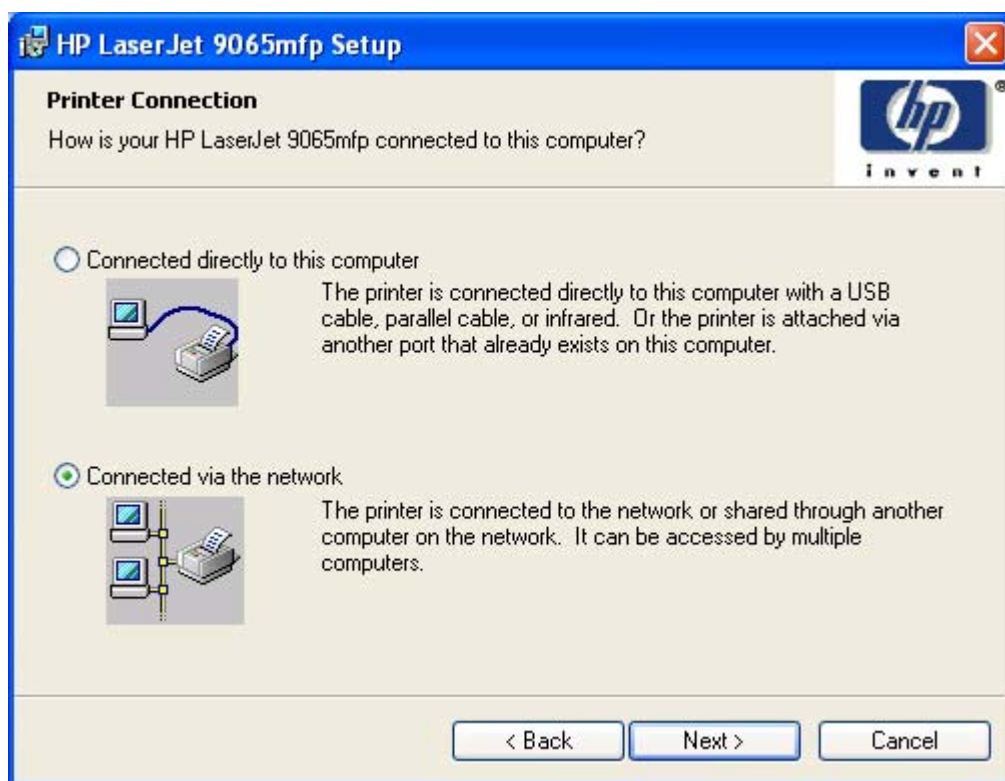 HP LaserJet 9065mfp Setup
Printer Connection
How is your HP LaserJet 9065mfp connected to this computer?
hp
®
invent
Connected directly to this computer
The printer is connected directly to this computer with a USB
cable, parallel cable, or infrared. Or the printer is attached via
another port that already exists on this computer.
Connected via the network
The printer is connected to the network or shared through another
computer on the network. It can be accessed by multiple
computers.
< Back
Next >
Cancel